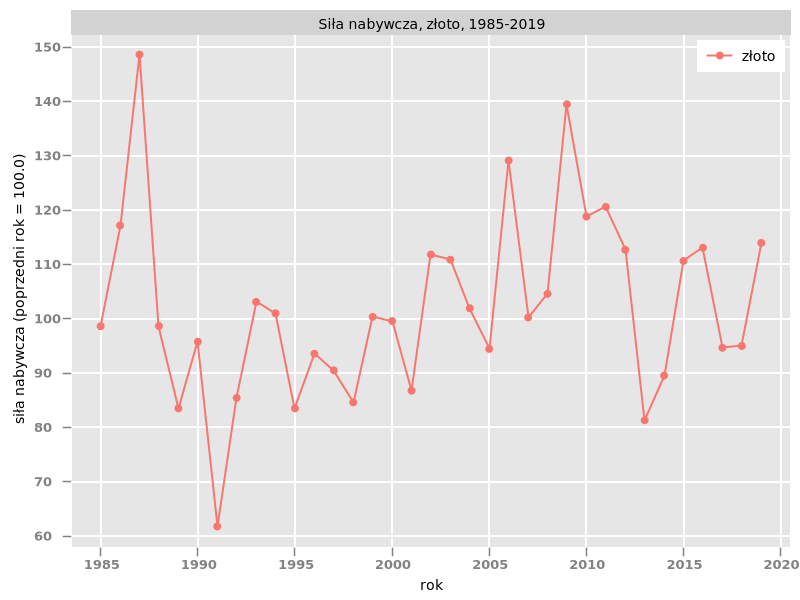 Siła nabywcza, złoto, 1985-2019
złoto
siła nabywcza (poprzedni rok = 100.0)
150
140
130
120
110
100
90
80
70
60
1985 1990 1995 2000 2005 2010 2015 2020
rok